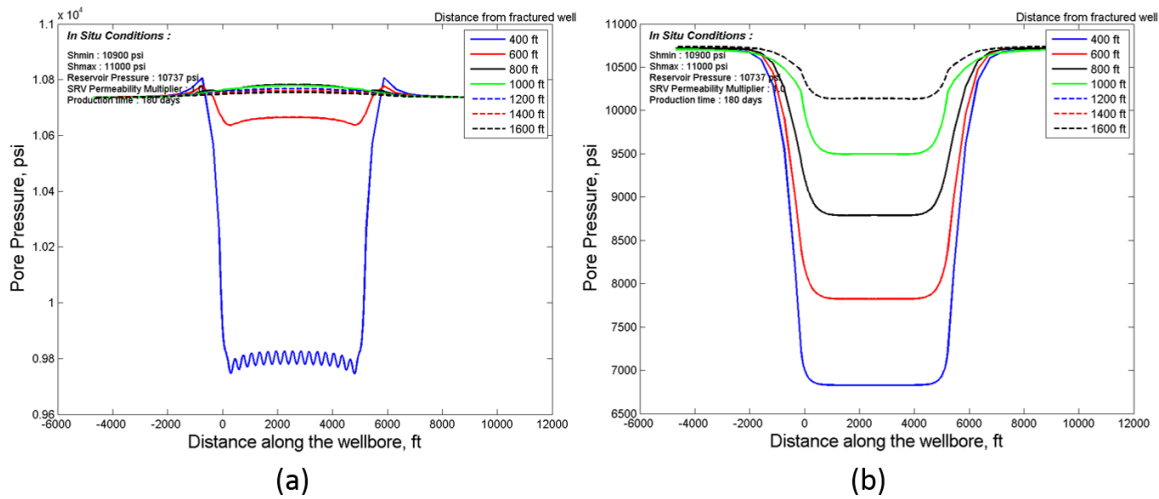 1.1 x 10⁴
Distance from fractured well
In Situ Conditions :
Shmin : 10900 psi
Shmax : 11000 psi
Reservoir Pressure : 10737 psi
SRV Permeability Multiplier
Production time : 180 days
400 ft
600 ft
800 ft
1000 ft
1200 ft
1400 ft
1600 ft
1.08
1.06
1.04
1.02
1
0.98
0.96
Pore Pressure, psi
-6000 -4000 -2000 0 2000 4000 6000 8000 10000 12000
Distance along the wellbore, ft
(a)
Distance from fractured well
In Situ Conditions :
Shmin : 10900 psi
Shmax : 11000 psi
Reservoir Pressure : 10737 psi
SRV Permeability Multiplier
Production time : 180 days
400 ft
600 ft
800 ft
1000 ft
1200 ft
1400 ft
1600 ft
11000
10500
10000
9500
9000
8500
8000
7500
7000
6500
Pore Pressure, psi
-6000 -4000 -2000 0 2000 4000 6000 8000 10000 12000
Distance along the wellbore, ft
(b)